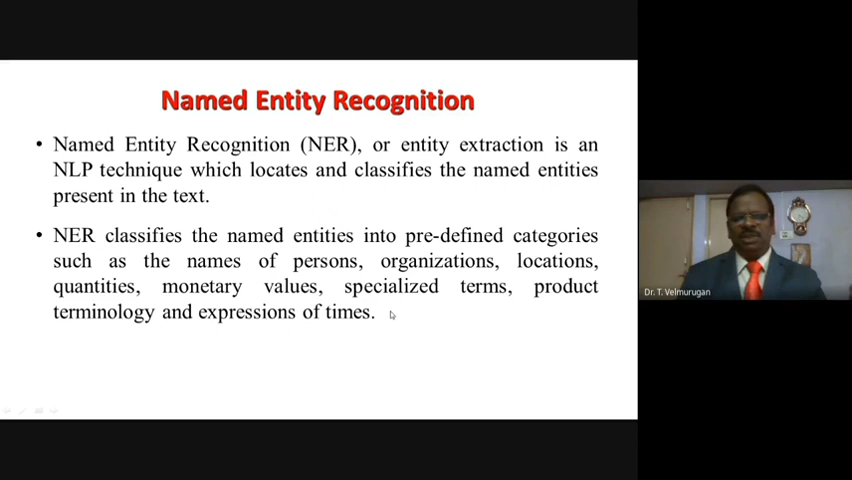 Named Entity Recognition
• Named Entity Recognition (NER), or entity extraction is an
NLP technique which locates and classifies the named entities
present in the text.
• NER classifies the named entities into pre-defined categories
such as the names of persons, organizations, locations,
quantities, monetary values, specialized terms, product
terminology and expressions of times.
Dr. T. Velmurugan